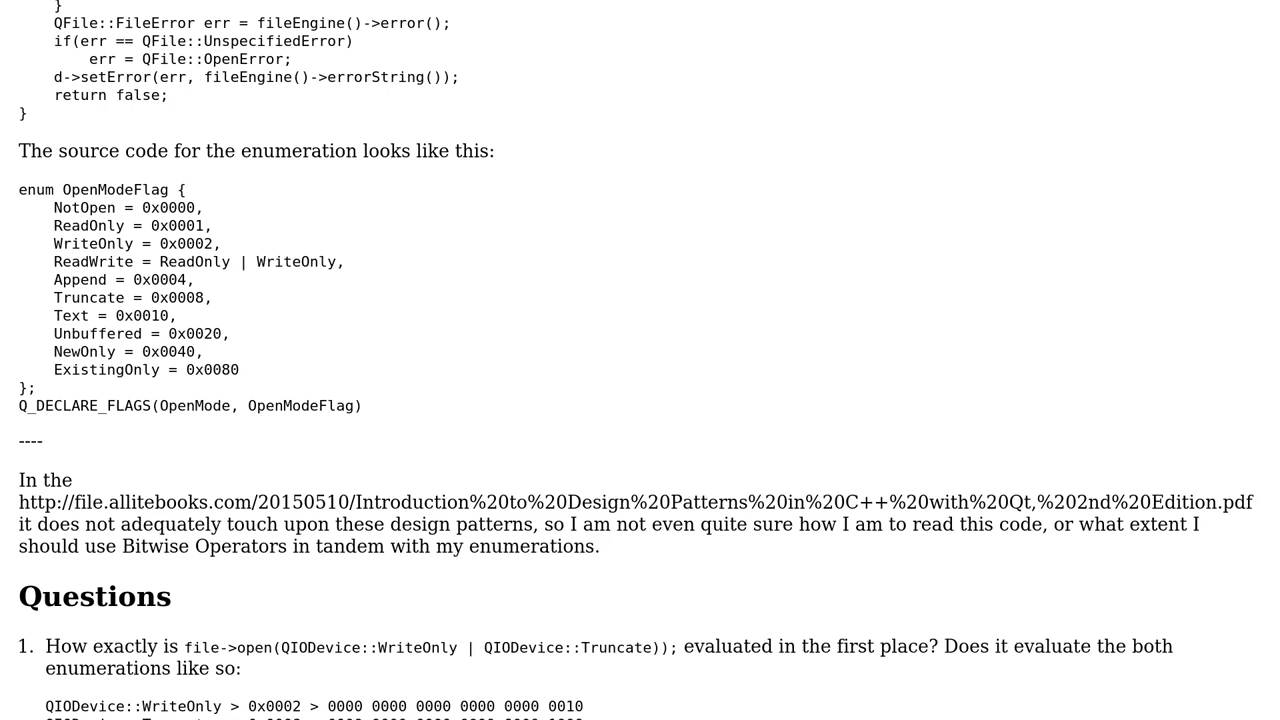 }
    QFile::FileError err = fileEngine()->error();
    if(err == QFile::UnspecifiedError)
        err = QFile::OpenError;
    d->setError(err, fileEngine()->errorString());
    return false;
}
The source code for the enumeration looks like this:
enum OpenModeFlag {
    NotOpen = 0x0000,
    ReadOnly = 0x0001,
    WriteOnly = 0x0002,
    ReadWrite = ReadOnly | WriteOnly,
    Append = 0x0004,
    Truncate = 0x0008,
    Text = 0x0010,
    Unbuffered = 0x0020,
    NewOnly = 0x0040,
    ExistingOnly = 0x0080
};
Q_DECLARE_FLAGS(OpenMode, OpenModeFlag)
----
In the
http://file.allitebooks.com/20150510/Introduction%20to%20Design%20Patterns%20in%20C++%20with%20Qt,%202nd%20Edition.pdf
it does not adequately touch upon these design patterns, so I am not even quite sure how I am to read this code, or what extent I
should use Bitwise Operators in tandem with my enumerations.
Questions
1. How exactly is file->open(QIODevice::WriteOnly | QIODevice::Truncate)); evaluated in the first place? Does it evaluate the both
enumerations like so:
QIODevice::WriteOnly > 0x0002 > 0000 0000 0000 0000 0000 0010